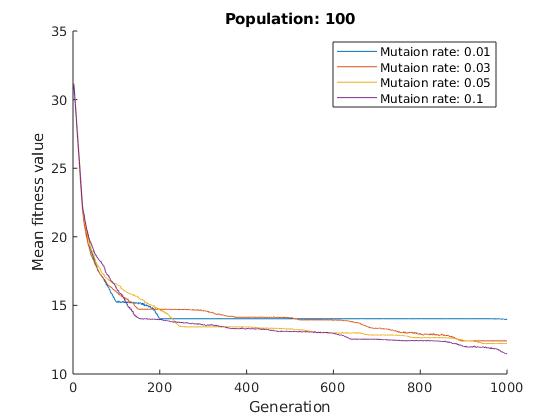 Population: 100
35
30
25
20
15
10
Mean fitness value
Mutaion rate: 0.01
Mutaion rate: 0.03
Mutaion rate: 0.05
Mutaion rate: 0.1
0 200 400 600 800 1000
Generation